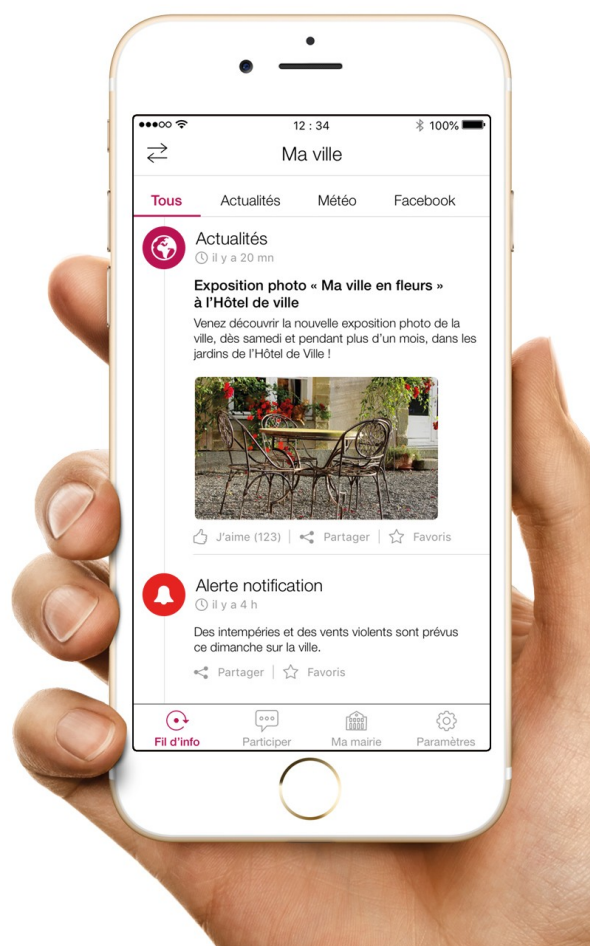 12 : 34
100%
Ma ville
Tous
Actualités
Météo
Facebook
Actualités
il y a 20 mn
Exposition photo « Ma ville en fleurs »
à l'Hôtel de ville
Venez découvrir la nouvelle exposition photo de la
ville, dès samedi et pendant plus d'un mois, dans les
jardins de l'Hôtel de Ville !
J'aime (123)
Partager
Favoris
Alerte notification
il y a 4 h
Des intempéries et des vents violents sont prévus
ce dimanche sur la ville.
Partager
Favoris
Fil d'info
Participer
Ma mairie
Paramètres